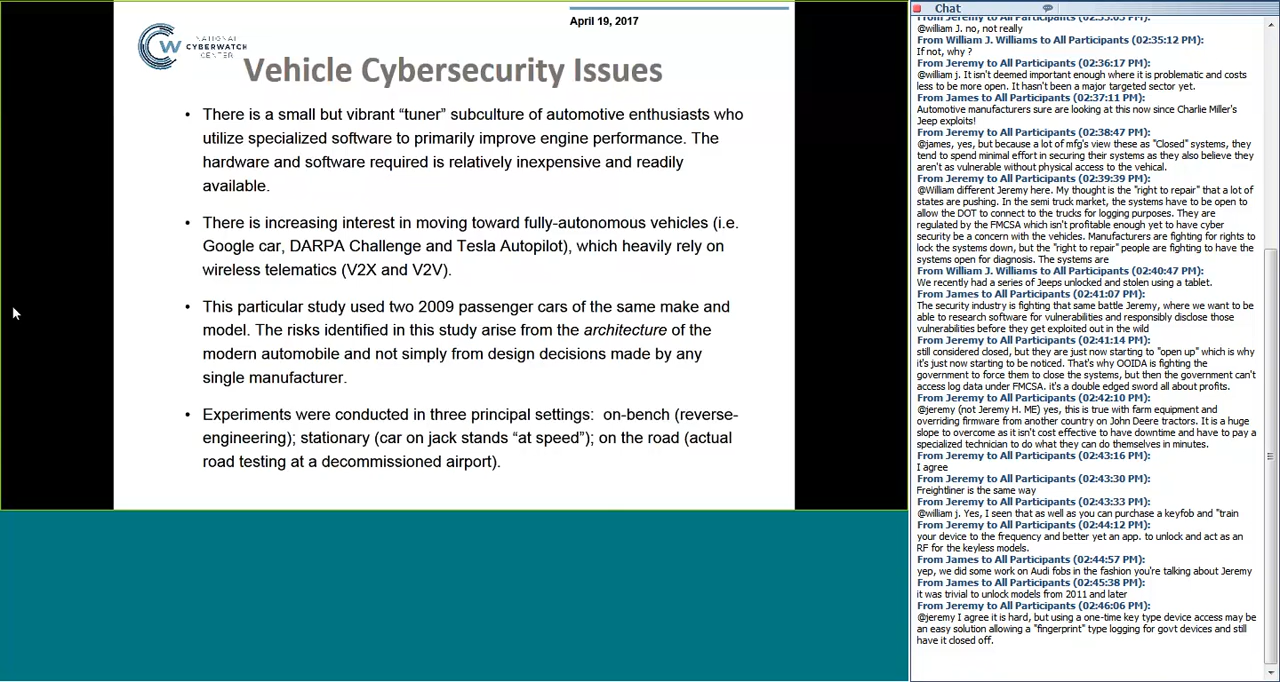 April 19, 2017
NATIONAL
CYBERWATCH
CENTER
CW
Vehicle Cybersecurity Issues
• There is a small but vibrant “tuner” subculture of automotive enthusiasts who
utilize specialized software to primarily improve engine performance. The
hardware and software required is relatively inexpensive and readily
available.
• There is increasing interest in moving toward fully-autonomous vehicles (i.e.
Google car, DARPA Challenge and Tesla Autopilot), which heavily rely on
wireless telematics (V2X and V2V).
• This particular study used two 2009 passenger cars of the same make and
model. The risks identified in this study arise from the architecture of the
modern automobile and not simply from design decisions made by any
single manufacturer.
• Experiments were conducted in three principal settings: on-bench (reverse-
engineering); stationary (car on jack stands “at speed”); on the road (actual
road testing at a decommissioned airport).
Chat
From Jeremy to All Participants (02:35:05 PM):
@william J. no, not really
From William J. Williams to All Participants (02:35:12 PM):
If not, why ?
From Jeremy to All Participants (02:36:17 PM):
@william j. It isn't deemed important enough where it is problematic and costs
less to be more open. It hasn't been a major targeted sector yet.
From James to All Participants (02:37:11 PM):
Automotive manufacturers sure are looking at this now since Charlie Miller's
Jeep exploits!
From Jeremy to All Participants (02:38:47 PM):
@james, yes, but because a lot of mfg's view these as "Closed" systems, they
tend to spend minimal effort in securing their systems as they also believe they
aren't as vulnerable without physical access to the vehical.
From Jeremy to All Participants (02:39:39 PM):
@William different Jeremy here. My thought is the "right to repair" that a lot of
states are pushing. In the semi truck market, the systems have to be open to
allow the DOT to connect to the trucks for logging purposes. They are
regulated by the FMCSA which isn't profitable enough yet to have cyber
security be a concern with the vehicles. Manufacturers are fighting for rights to
lock the systems down, but the "right to repair" people are fighting to have the
systems open for diagnosis. The systems are
From William J. Williams to All Participants (02:40:47 PM):
We recently had a series of Jeeps unlocked and stolen using a tablet.
From James to All Participants (02:41:07 PM):
The security industry is fighting that same battle Jeremy, where we want to be
able to research software for vulnerabilities and responsibly disclose those
vulnerabilities before they get exploited out in the wild
From Jeremy to All Participants (02:41:14 PM):
still considered closed, but they are just now starting to "open up" which is why
it's just now starting to be noticed. That's why OOIDA is fighting the
government to force them to close the systems, but then the government can't
access log data under FMCSA. it's a double edged sword all about profits.
From Jeremy to All Participants (02:42:10 PM):
@jeremy (not Jeremy H. ME) yes, this is true with farm equipment and
overriding firmware from another country on John Deere tractors. It is a huge
slope to overcome as it isn't cost effective to have downtime and have to pay a
specialized technician to do what they can do themselves in minutes.
From Jeremy to All Participants (02:43:16 PM):
I agree
From Jeremy to All Participants (02:43:30 PM):
Freightliner is the same way
From Jeremy to All Participants (02:43:33 PM):
@william j. Yes, I seen that as well as you can purchase a keyfob and "train
From Jeremy to All Participants (02:44:12 PM):
your device to the frequency and better yet an app. to unlock and act as an
RF for the keyless models.
From James to All Participants (02:44:57 PM):
yep, we did some work on Audi fobs in the fashion you're talking about Jeremy
From James to All Participants (02:45:38 PM):
it was trivial to unlock models from 2011 and later
From Jeremy to All Participants (02:46:06 PM):
@jeremy I agree it is hard, but using a one-time key type device access may be
an easy solution allowing a "fingerprint" type logging for govt devices and still
have it closed off.